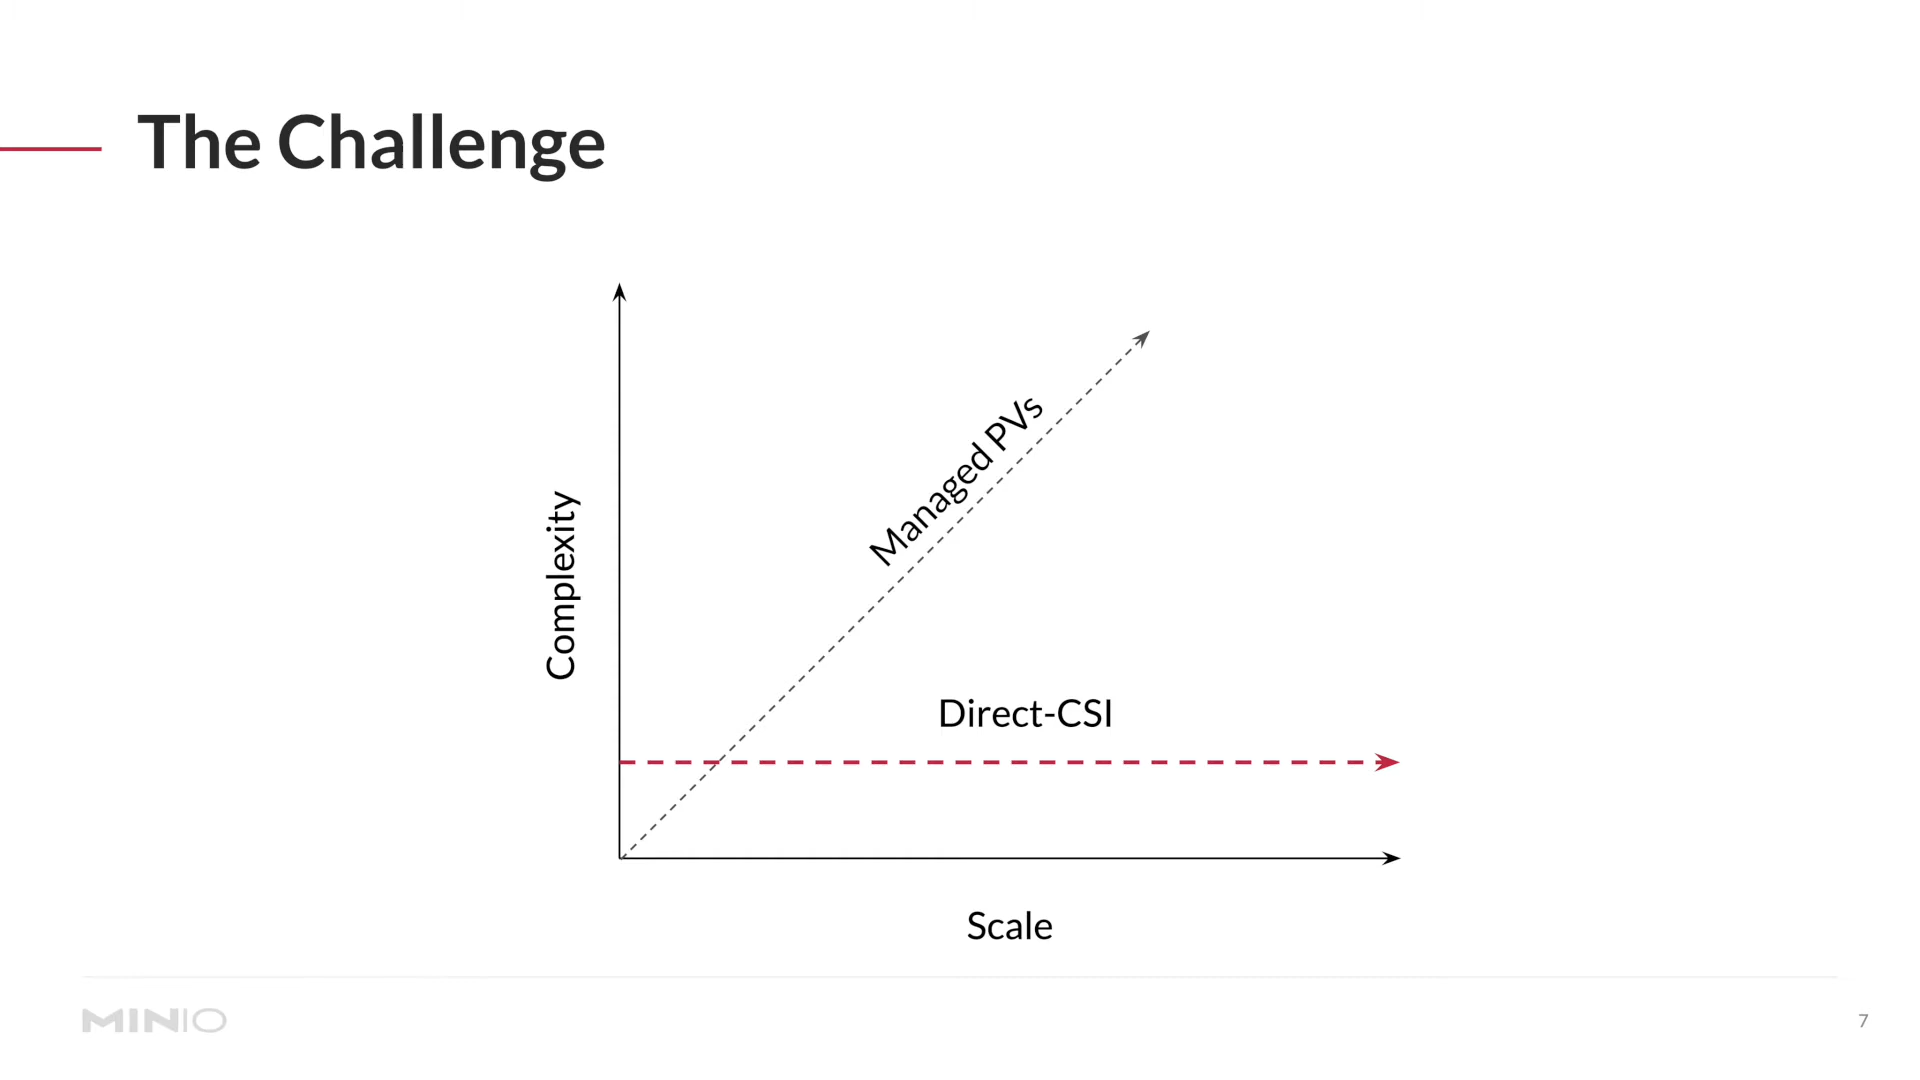 The Challenge
Managed PVs
Complexity
Direct-CSI
Scale
MINIO
7